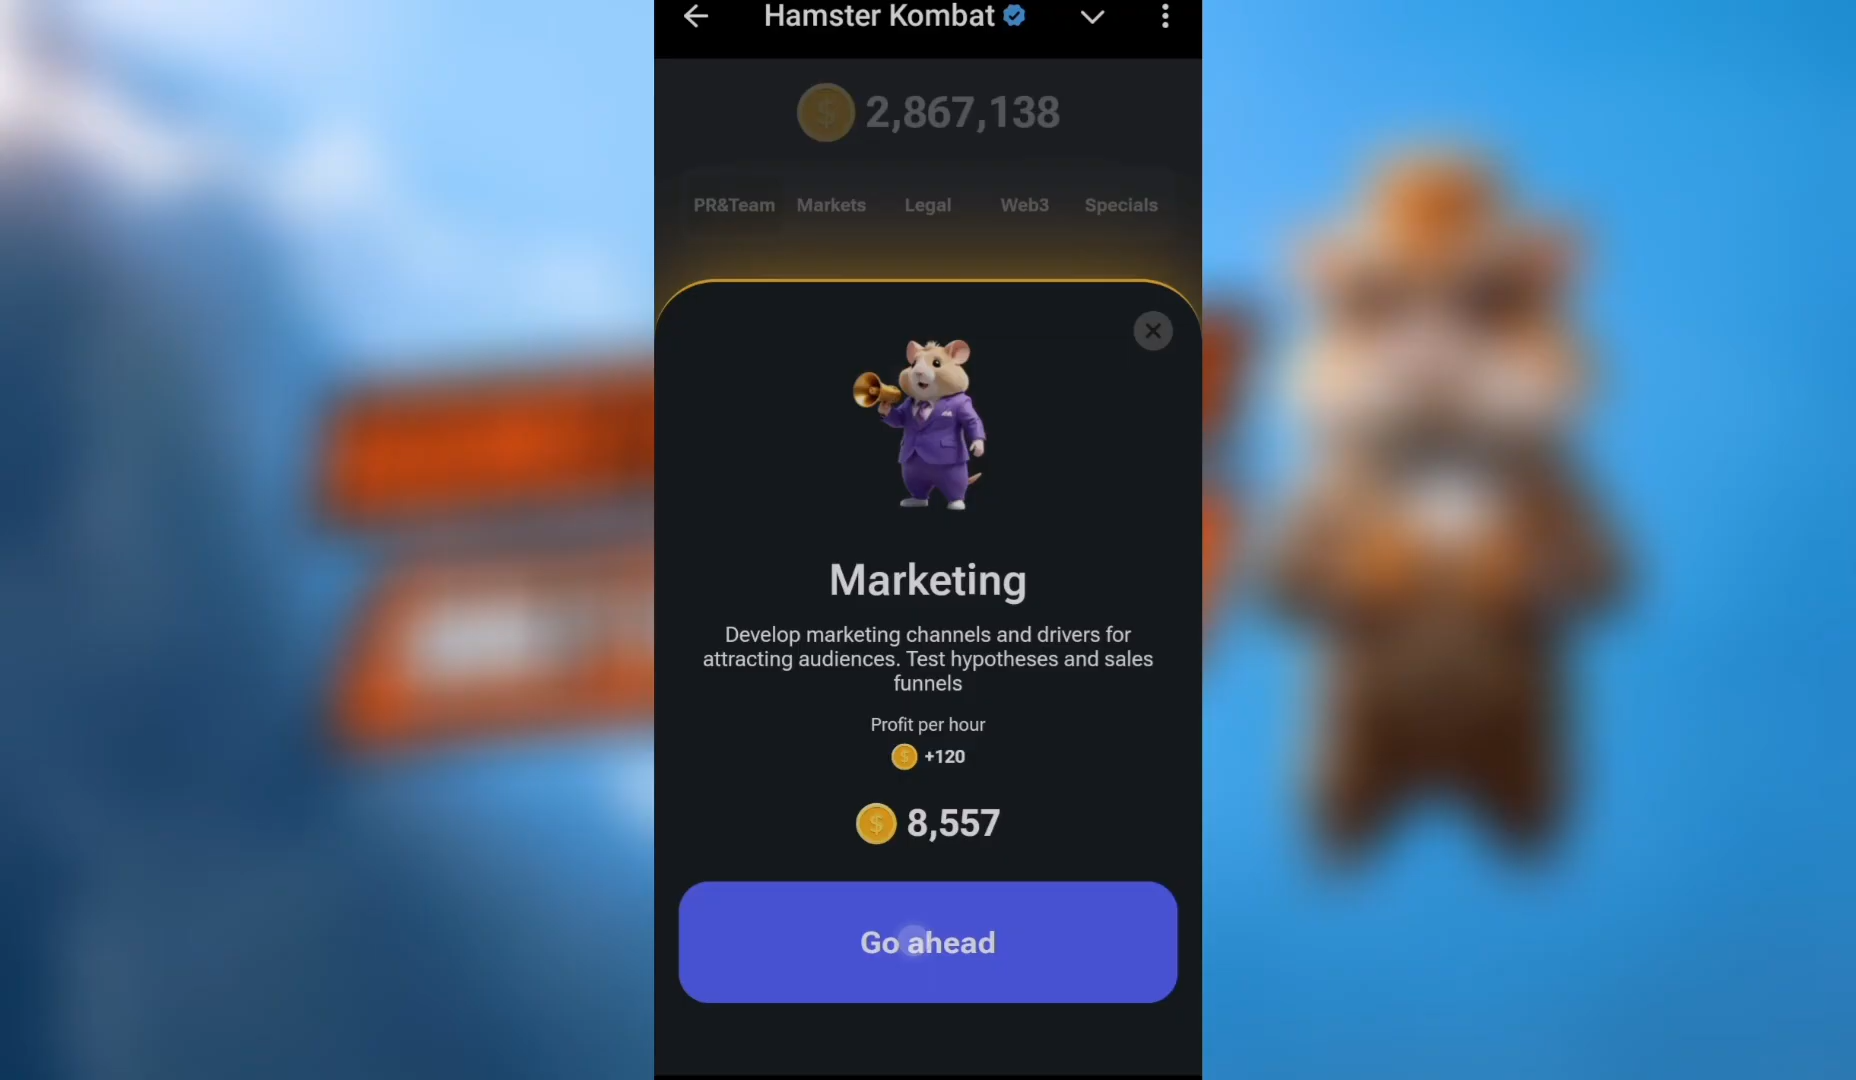 Hamster Kombat
2,867,138
PR&Team Markets Legal Web3 Specials
Marketing
Develop marketing channels and drivers for
attracting audiences. Test hypotheses and sales
funnels
Profit per hour
+120
8,557
Go ahead